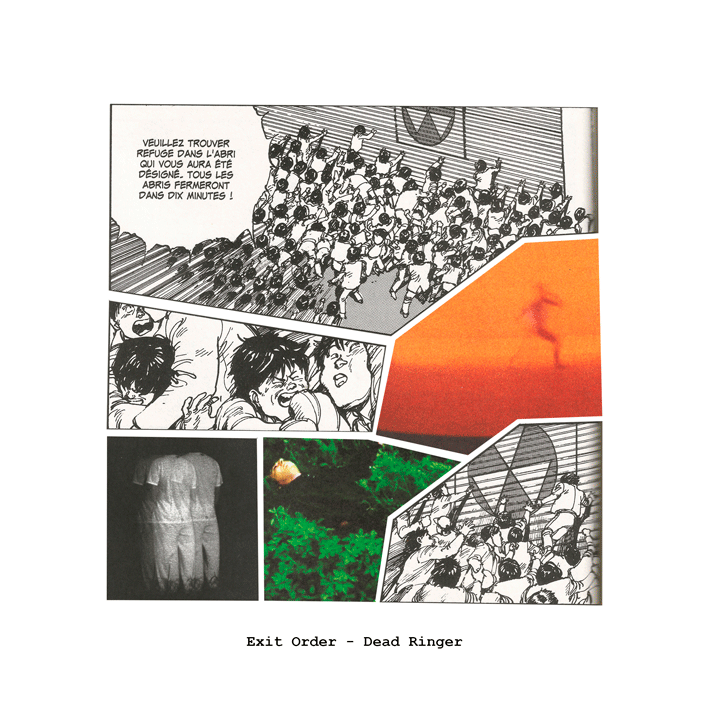 VEUILLEZ TROUVER
REFUGE DANS L'ABRI
QUI VOUS AURA ÉTÉ
DÉSIGNÉ. TOUS LES
ABRIS FERMERONT
DANS DIX MINUTES !
Exit Order - Dead Ringer